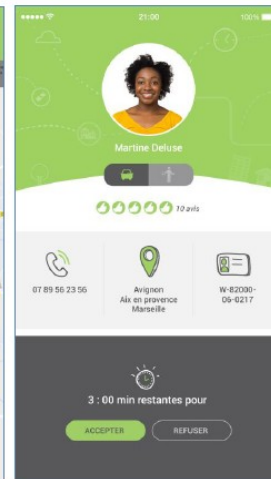 21:00
100%
Martine Deluse
10 avis
07 89 56 23 56
Avignon
Aix en provence
Marseille
W-82000-
06-0217
3 : 00 min restantes pour
ACCEPTER
REFUSER